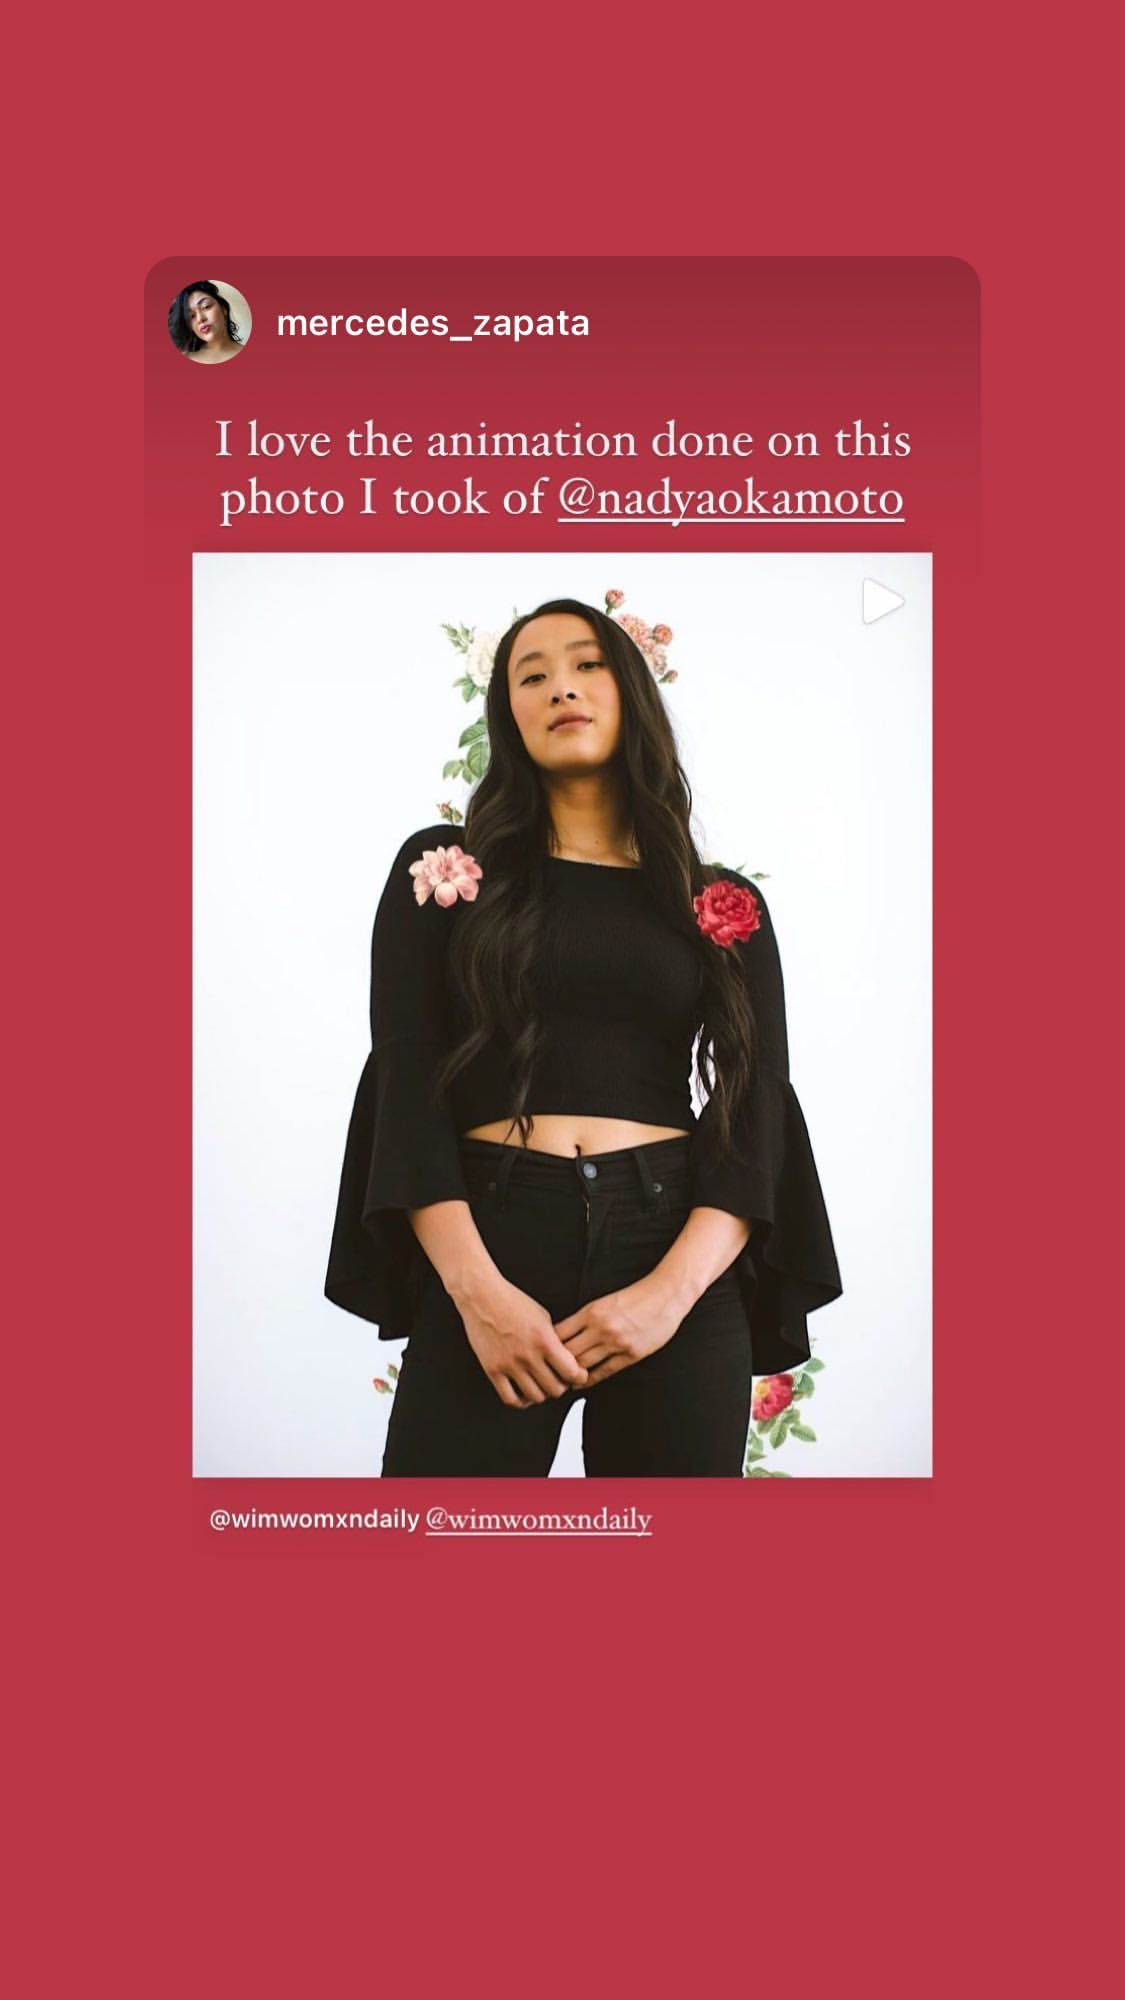 mercedes_zapata
I love the animation done on this
photo I took of @nadyaokamoto
@wimwomxndaily @wimwomxndaily